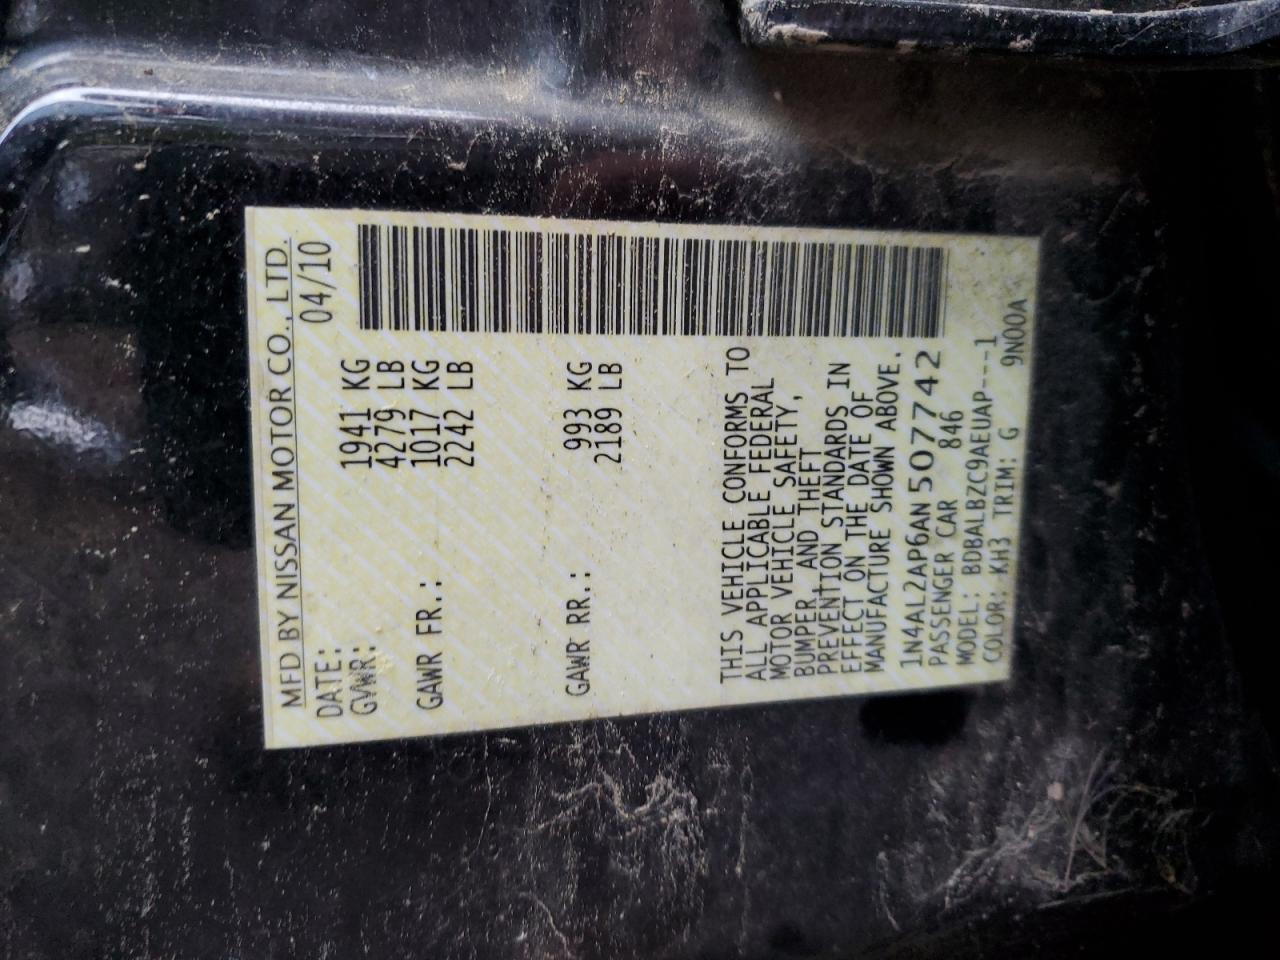 MFD BY NISSAN MOTOR CO., LTD.
DATE: 04/10
GVWR: 1941 KG
4279 LB
GAWR FR.: 1017 KG
2242 LB
GAWR RR.: 993 KG
2189 LB
THIS VEHICLE CONFORMS TO
ALL APPLICABLE FEDERAL
MOTOR VEHICLE SAFETY,
BUMPER, AND THEFT
PREVENTION STANDARDS IN
EFFECT ON THE DATE OF
MANUFACTURE SHOWN ABOVE.
1N4AL2AP6AN507742
PASSENGER CAR 846
MODEL: BDBALBZC9AEUAP---1
COLOR: KH3 TRIM: G 9N00A